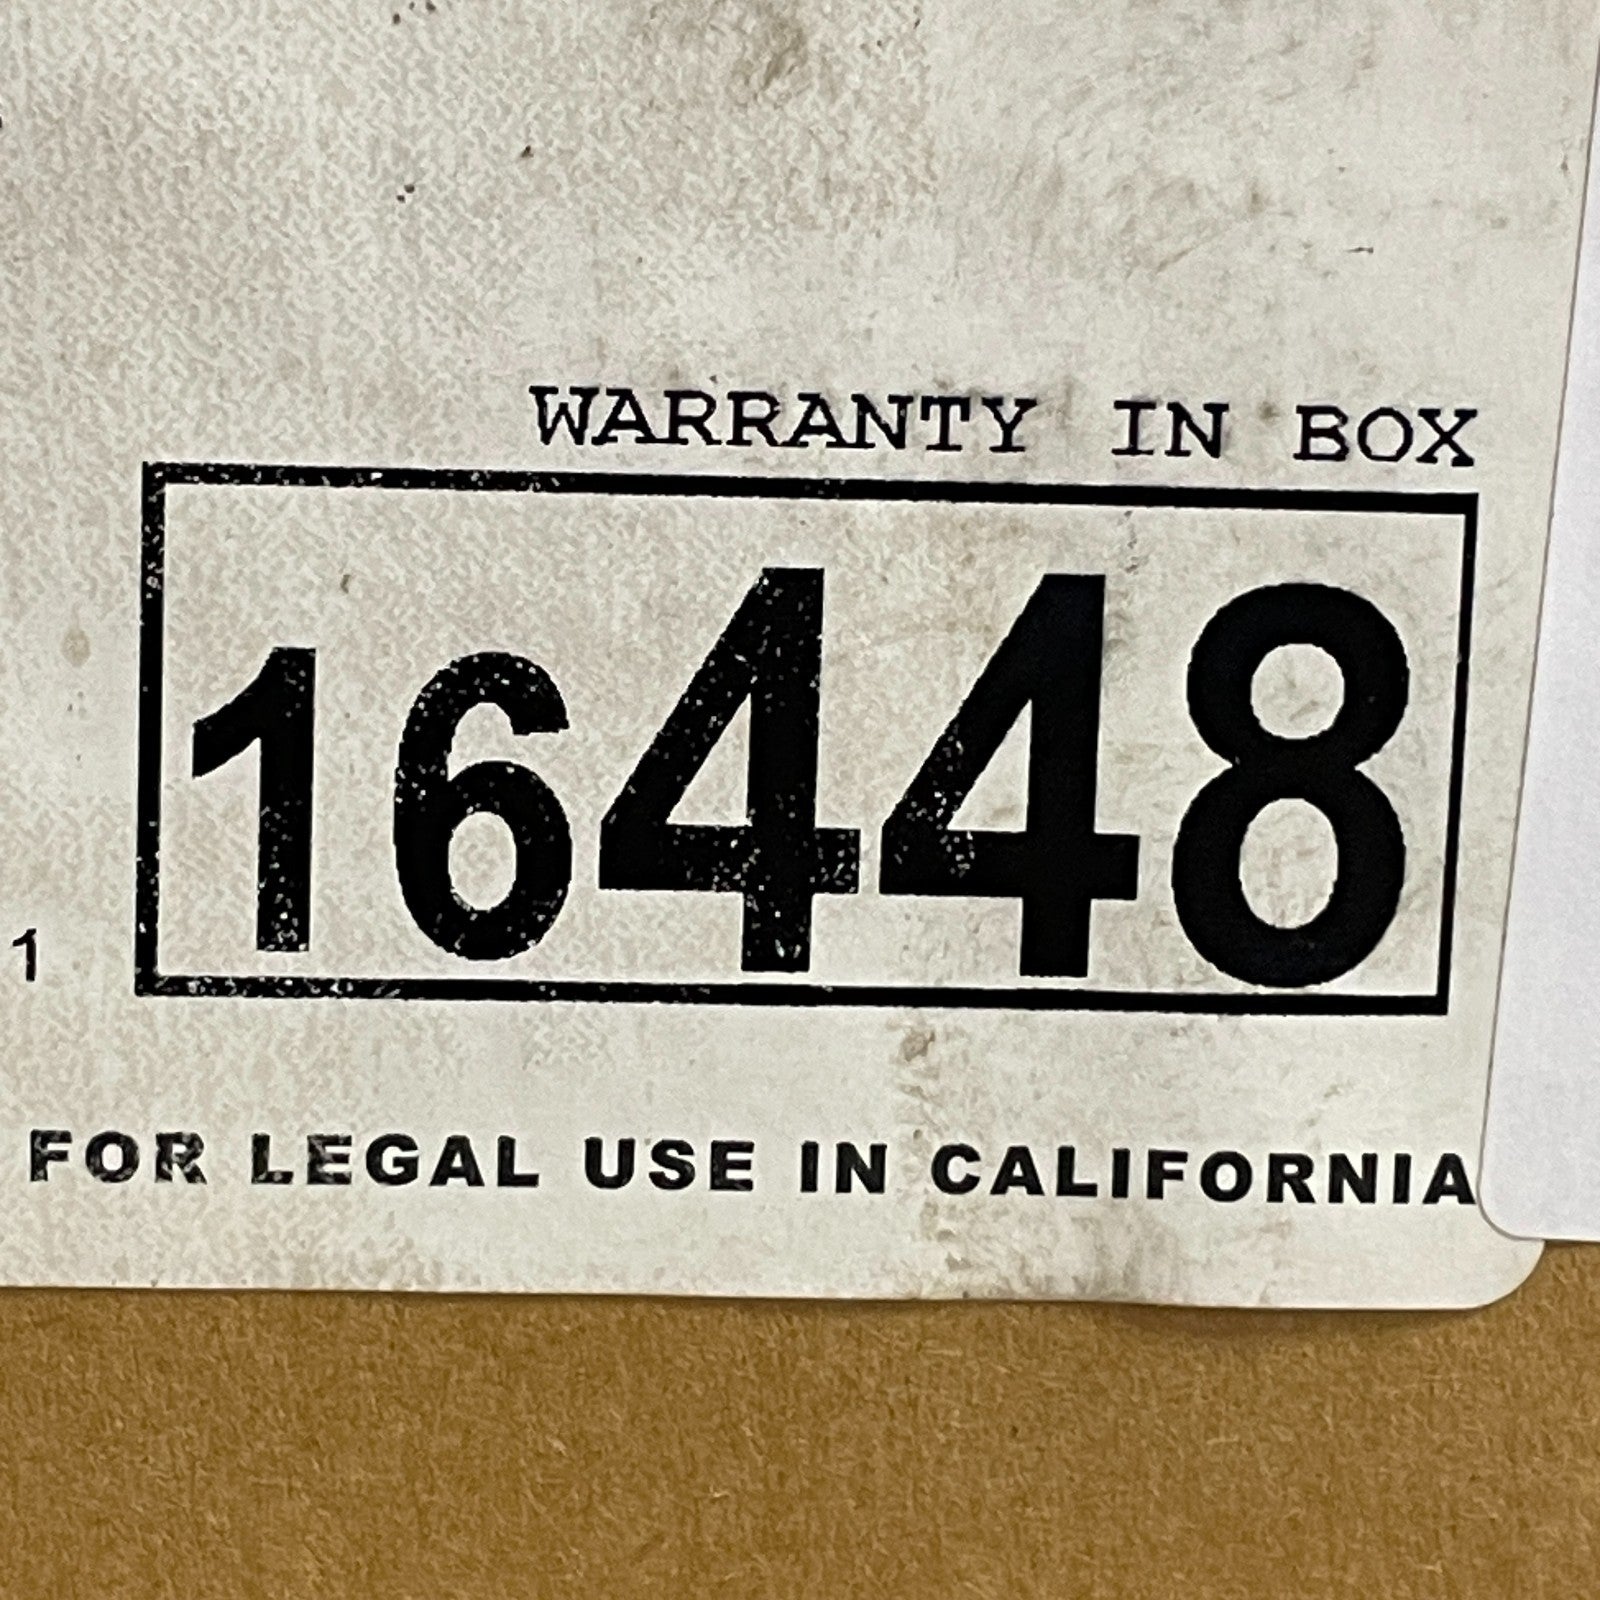 WARRANTY IN BOX
16448
1
FOR LEGAL USE IN CALIFORNIA